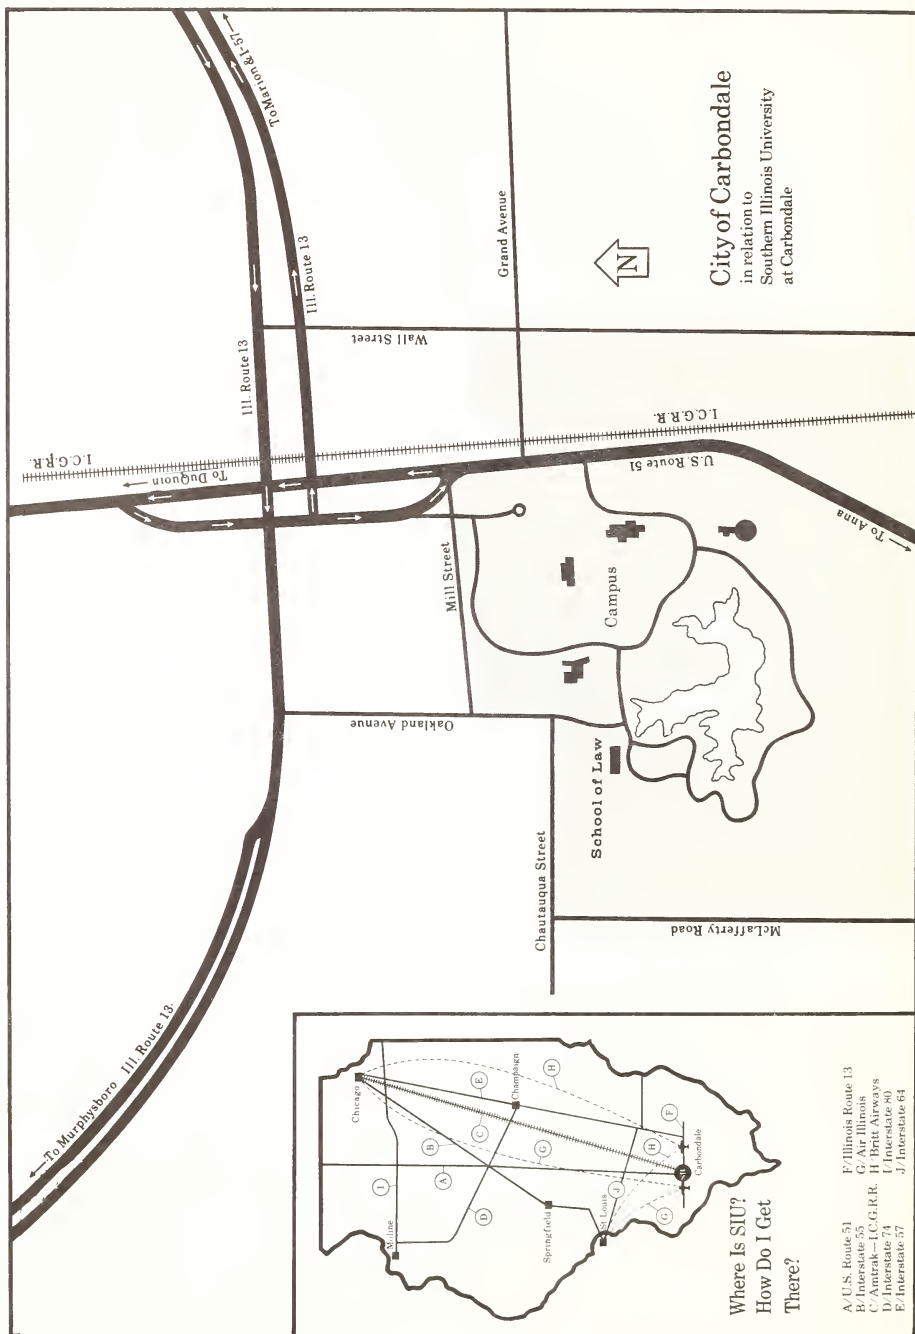 City of Carbondale
in relation to
Southern Illinois University
at Carbondale
N
To Marion & I-57
Ill. Route 13
Ill. Route 13
Grand Avenue
Wall Street
I.C.G.R.R.
I.C.G.R.R.
To DuQuoin
U.S. Route 51
To Anna
Mill Street
Campus
Oakland Avenue
School of Law
Chautauqua Street
McLafferty Road
To Murphysboro Ill. Route 13
Chicago
Moline
Champaign
Springfield
St Louis
SIU
Carbondale
A
B
C
D
E
F
G
G
H
H
I
J
Where Is SIU?
How Do I Get
There?
A/U.S. Route 51
B/Interstate 55
C/Amtrak—I.C.G.R.R.
D/Interstate 74
E/Interstate 57
F/Illinois Route 13
G/Air Illinois
H/Britt Airways
I/Interstate 80
J/Interstate 64